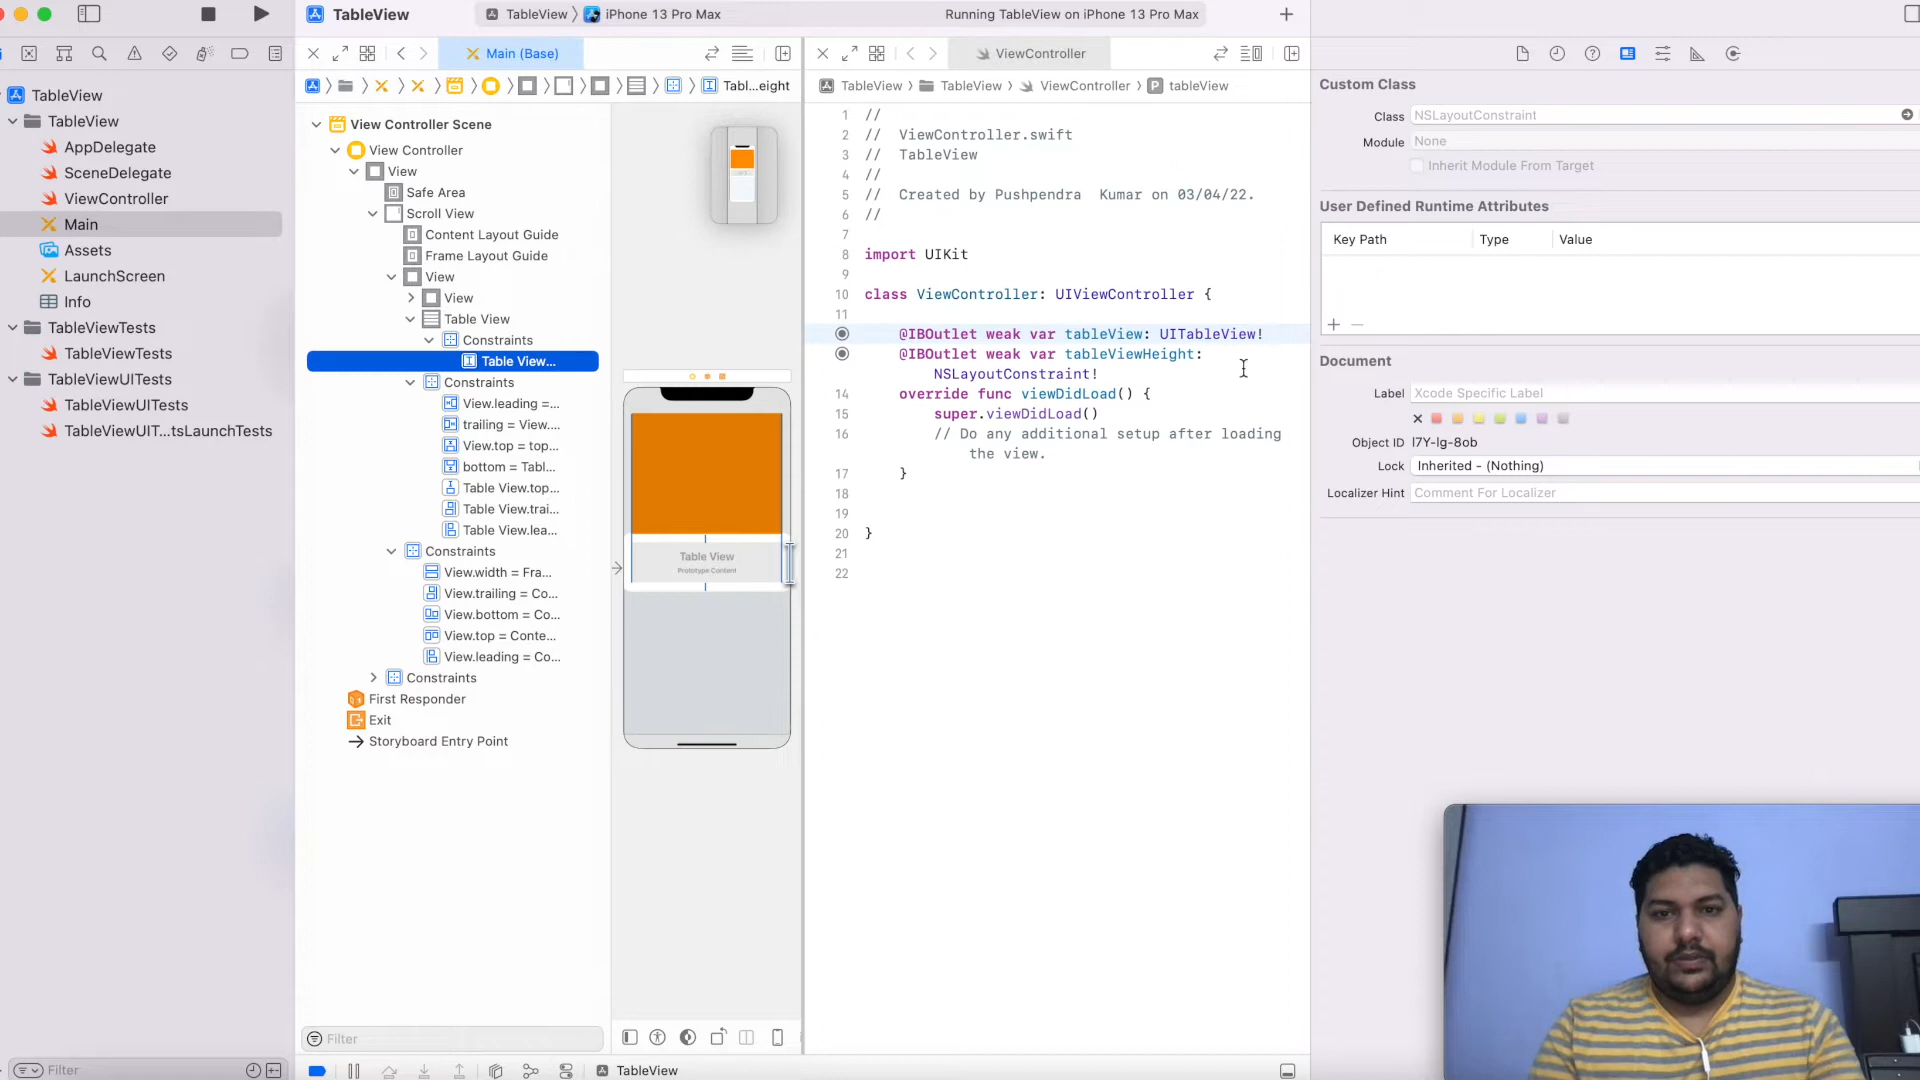 TableView
TableView
iPhone 13 Pro Max
Running TableView on iPhone 13 Pro Max
Main (Base)
ViewController
Tabl...eight
TableView
TableView
ViewController
tableView
TableView
TableView
AppDelegate
SceneDelegate
ViewController
Main
Assets
LaunchScreen
Info
TableViewTests
TableViewTests
TableViewUITests
TableViewUITests
TableViewUIT...tsLaunchTests
Filter
View Controller Scene
View Controller
View
Safe Area
Scroll View
Content Layout Guide
Frame Layout Guide
View
View
Table View
Constraints
Table View...
Constraints
View.leading =...
trailing = View....
View.top = top...
bottom = Tabl...
Table View.top...
Table View.trai...
Table View.lea...
Constraints
View.width = Fra...
View.trailing = Co...
View.bottom = Co...
View.top = Conte...
View.leading = Co...
Constraints
First Responder
Exit
Storyboard Entry Point
Filter
Table View
Prototype Content
TableView
1 //
2 // ViewController.swift
3 // TableView
4 //
5 // Created by Pushpendra Kumar on 03/04/22.
6 //
7
8 import UIKit
9
10 class ViewController: UIViewController {
11
@IBOutlet weak var tableView: UITableView!
@IBOutlet weak var tableViewHeight:
NSLayoutConstraint!
14 override func viewDidLoad() {
15 super.viewDidLoad()
16 // Do any additional setup after loading
the view.
17 }
18
19
20 }
21
22
Custom Class
Class NSLayoutConstraint
Module None
Inherit Module From Target
User Defined Runtime Attributes
Key Path Type Value
Document
Label Xcode Specific Label
Object ID l7Y-lg-8ob
Lock Inherited - (Nothing)
Localizer Hint Comment For Localizer